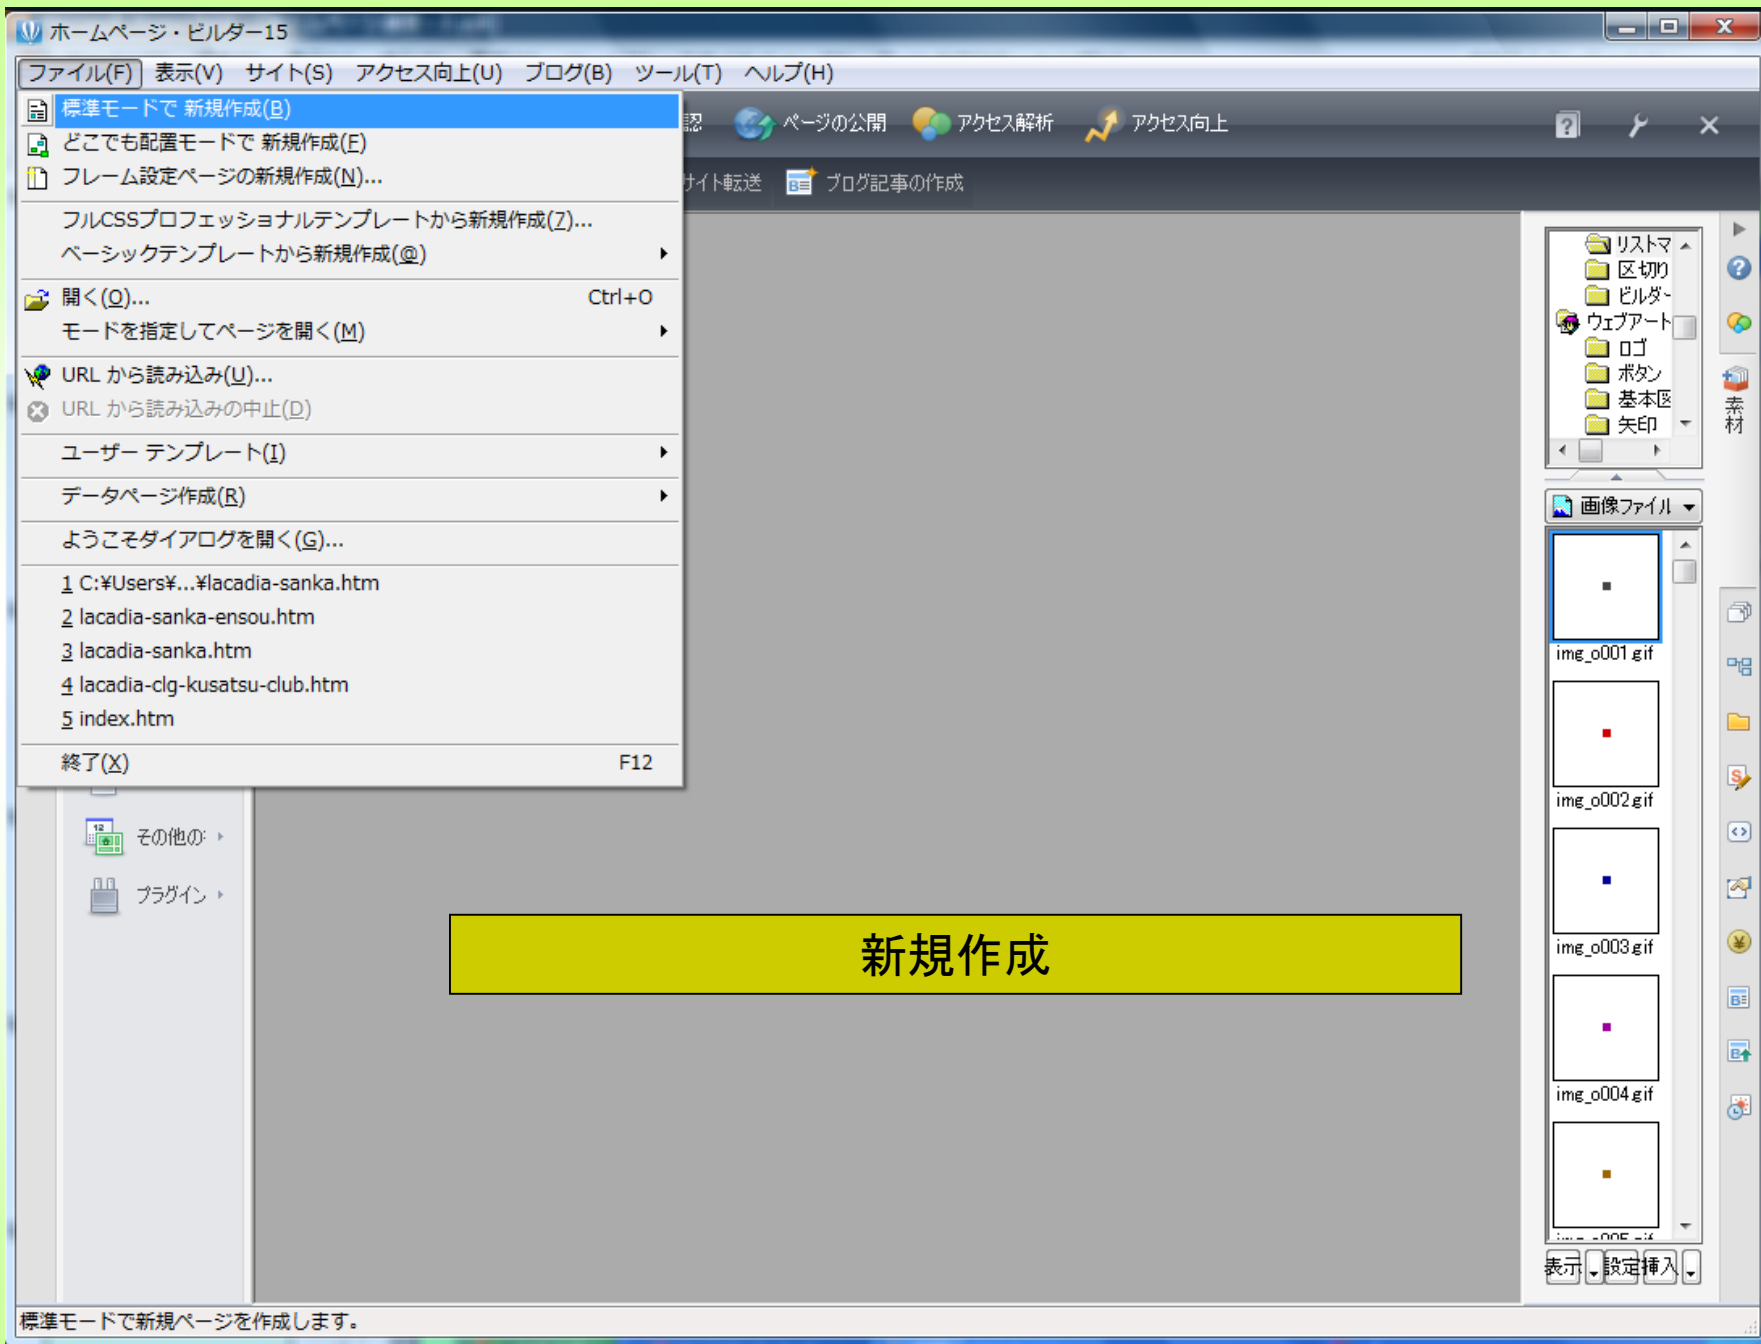 ホームページ・ビルダー15
ファイル(F) 表示(V) サイト(S) アクセス向上(U) ブログ(B) ツール(T) ヘルプ(H)
標準モードで 新規作成(B)
どこでも配置モードで 新規作成(E)
フレーム設定ページの新規作成(N)...
フルCSSプロフェッショナルテンプレートから新規作成(7)...
ベーシックテンプレートから新規作成(@)
開く(O)... Ctrl+O
モードを指定してページを開く(M)
URL から読み込み(U)...
URL から読み込みの中止(D)
ユーザー テンプレート(I)
データページ作成(R)
ようこそダイアログを開く(G)...
1 C:¥Users¥...¥lacadia-sanka.htm
2 lacadia-sanka-ensou.htm
3 lacadia-sanka.htm
4 lacadia-clg-kusatsu-club.htm
5 index.htm
終了(X) F12
認 ページの公開 アクセス解析 アクセス向上
サイト転送 ブログ記事の作成
その他の
プラグイン
新規作成
リストマ
区切り
ビルダー
ウェブアート
ロゴ
ボタン
基本図
矢印
素材
画像ファイル
img_o001.gif
img_o002.gif
img_o003.gif
img_o004.gif
表示 設定 挿入
標準モードで新規ページを作成します。